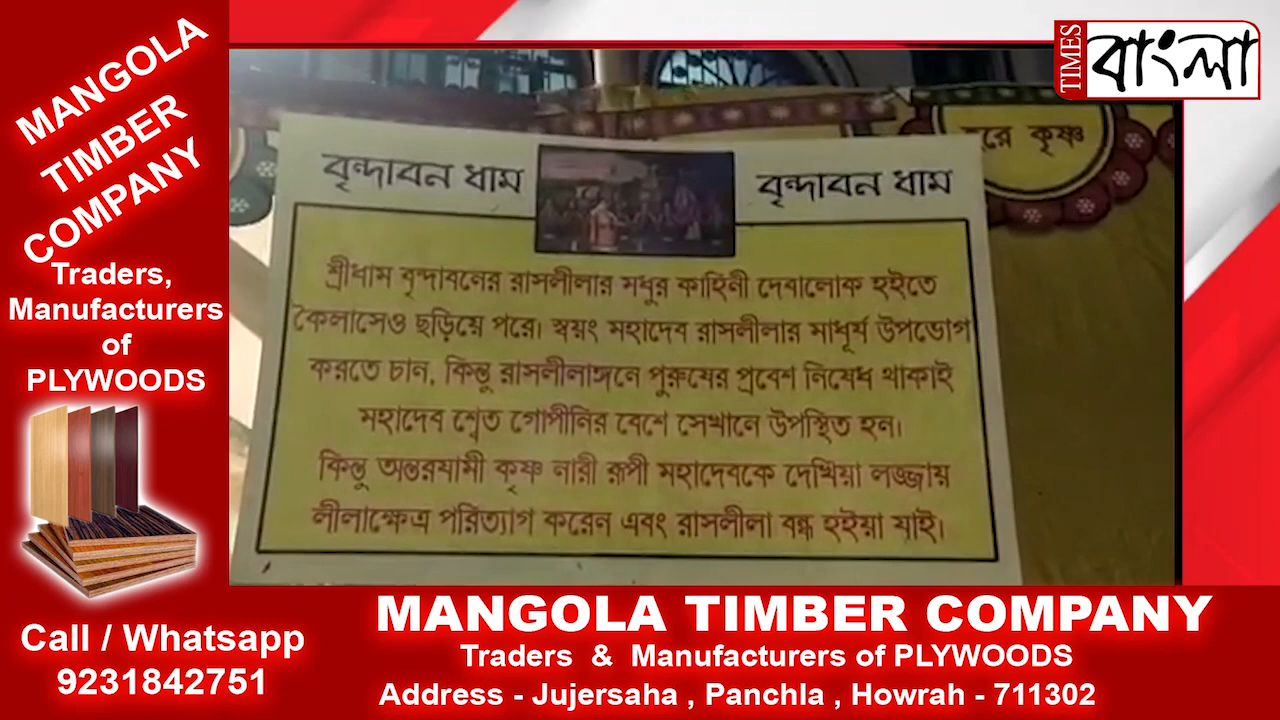 MANGOLA
TIMBER
COMPANY
Traders,
Manufacturers
of
PLYWOODS
Call / Whatsapp
9231842751
TIMES বাংলা
কৃষ্ণ
বৃন্দাবন ধাম
বৃন্দাবন ধাম
শ্রীধাম বৃন্দাবনের রাসলীলার মধুর কাহিনী দেবালোক হইতে
কৈলাসেও ছড়িয়ে পরে। স্বয়ং মহাদেব রাসলীলার মাধূর্য উপভোগ
করতে চান, কিন্তু রাসলীলাঙ্গনে পুরুষের প্রবেশ নিষেধ থাকাই
মহাদেব শ্বেত গোপীনির বেশে সেখানে উপস্থিত হন।
কিন্তু অন্তরযামী কৃষ্ণ নারী রূপী মহাদেবকে দেখিয়া লজ্জায়
লীলাক্ষেত্র পরিত্যাগ করেন এবং রাসলীলা বন্ধ হইয়া যাই।
MANGOLA TIMBER COMPANY
Traders & Manufacturers of PLYWOODS
Address - Jujersaha , Panchla , Howrah - 711302